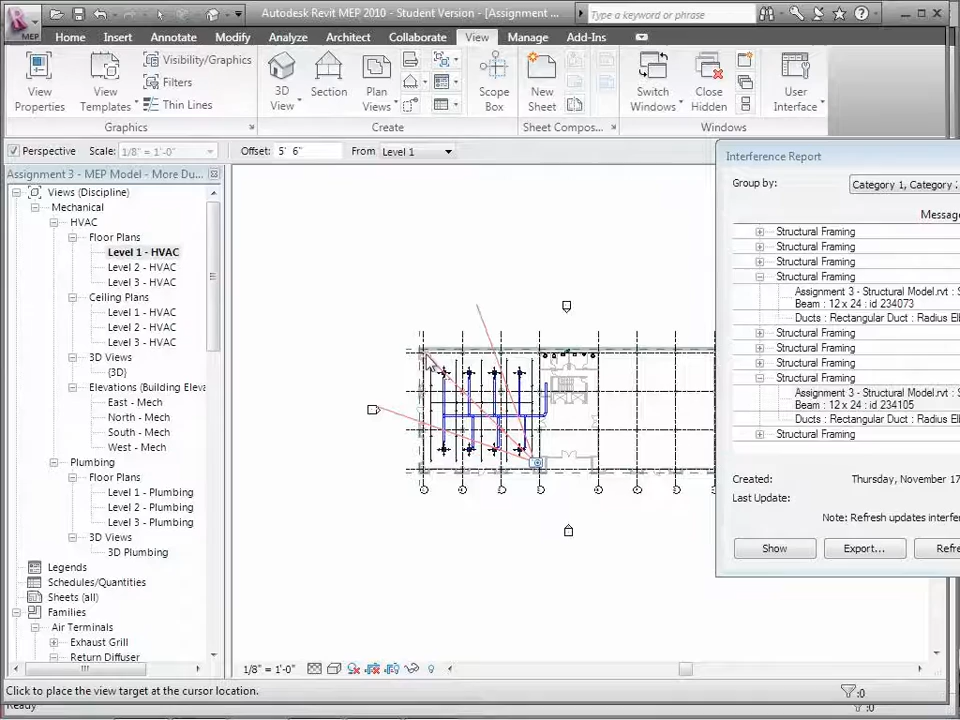 Autodesk Revit MEP 2010 - Student Version - [Assignment ...
Type a keyword or phrase
MEP
Home Insert Annotate Modify Analyze Architect Collaborate View Manage Add-Ins
View Properties
View Templates
Visibility/Graphics
Filters
Thin Lines
3D View
Section
Plan Views
Scope Box
New Sheet
Switch Windows
Close Hidden
User Interface
Graphics
Create
Sheet Compos...
Windows
Perspective Scale: 1/8" = 1'-0" Offset: 5' 6" From Level 1
Assignment 3 - MEP Model - More Du...
Views (Discipline)
Mechanical
HVAC
Floor Plans
Level 1 - HVAC
Level 2 - HVAC
Level 3 - HVAC
Ceiling Plans
Level 1 - HVAC
Level 2 - HVAC
Level 3 - HVAC
3D Views
{3D}
Elevations (Building Eleva
East - Mech
North - Mech
South - Mech
West - Mech
Plumbing
Floor Plans
Level 1 - Plumbing
Level 2 - Plumbing
Level 3 - Plumbing
3D Views
3D Plumbing
Legends
Schedules/Quantities
Sheets (all)
Families
Air Terminals
Exhaust Grill
Return Diffuser
Interference Report
Group by: Category 1, Category
Message
Structural Framing
Structural Framing
Structural Framing
Structural Framing
Assignment 3 - Structural Model.rvt : S
Beam : 12 x 24 : id 234073
Ducts : Rectangular Duct : Radius El
Structural Framing
Structural Framing
Structural Framing
Structural Framing
Assignment 3 - Structural Model.rvt : S
Beam : 12 x 24 : id 234105
Ducts : Rectangular Duct : Radius El
Structural Framing
Created: Thursday, November 17
Last Update:
Note: Refresh updates interfer
Show Export... Refre
1/8" = 1'-0"
Click to place the view target at the cursor location.
:0
Ready
:0